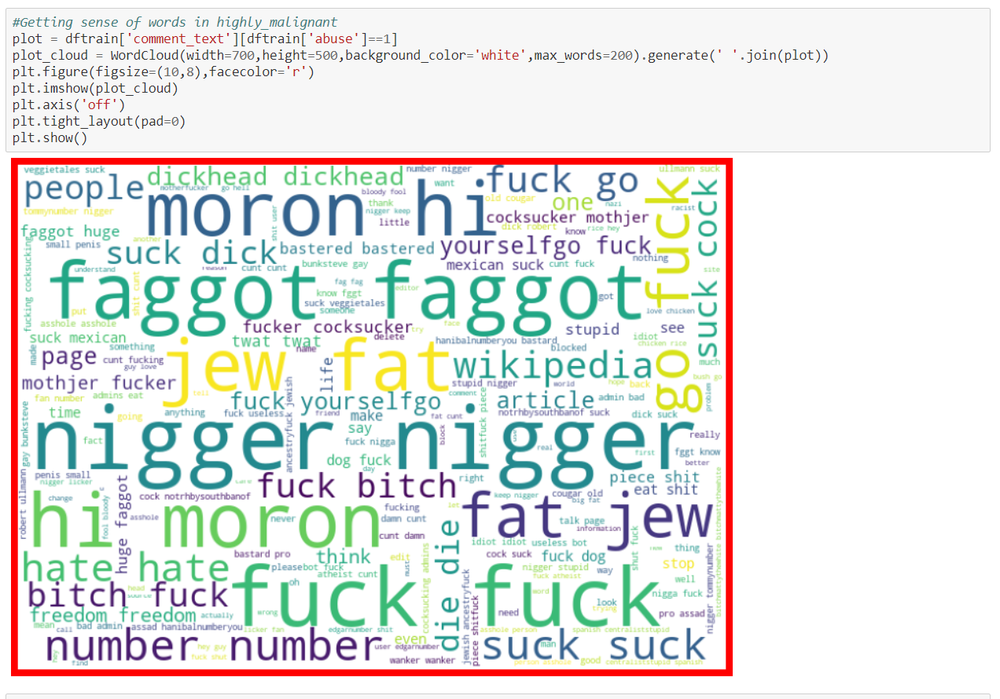 #Getting sense of words in highly_malignant
plot = dftrain['comment_text'][dftrain['abuse']==1]
plot_cloud = WordCloud(width=700,height=500,background_color='white',max_words=200).generate(' '.join(plot))
plt.figure(figsize=(10,8),facecolor='r')
plt.imshow(plot_cloud)
plt.axis('off')
plt.tight_layout(pad=0)
plt.show()
veggietales suck
dickhead dickhead
number nigger
fuck go
ullmann suck
people
motherfucker
go hell
bloody fool
want
moron hi
old cougar
one
nazi
racist
tommynumber nigger
thank
nigger keep
little
cocksucker mothjer
dick robert
know
rice hey
faggot huge
another
shit user
small penis
suck dick
bastered bastered
yourselfgo fuck
nothing
go fuck
suck cock
understand
reason
cunt cunt
bunksteve gay
mexican suck
cunt fuck
site
fucking cocksucking
faggot faggot
fag fag
know fggt
editor
suck veggietales
someone
got
love chicken
put
shit cunt
asshole asshole
fucker cocksucker
try
face
stupid
see
suck mexican
something
twat twat
name
delete
hanibalnumberyou bastard
blocked
idiot
chicken rice
made
page
cunt fucking
guy love
jew fat
life
wikipedia
much
mothjer fucker
tell
stupid nigger
world
hope
back
bush go
problem
fan number
admins eat
fuck yourselfgo
comment
article
admin bad
time
going
anything
fuck useless
friend
make
fat cunt
notrhbysouthbanof suck
dick suck
gay bunksteve
nigger nigger
ancestryfuck jewish
say
block
shitfuck piece
use
really
fact
fuck nigga
real
first
fggt know
better
dog fuck
day
penis small
nigger licker
care
fuck bitch
right
piece shit
eat shit
robert ullmann
change
huge faggot
cock notrhbysouthbanof
keep nigger
cougar old
big fat
hi moron
fool bloody
asshole
never
fucking
damn cunt
let
fat jew
talk page
information
cunt damn
idiot idiot
useless bot
shut fuck
thing
hate hate
bastard pro
think
edit
die die
cock suck
fuck dog
stop
pleasebot fuck
must
nigger stupid
way
well
atheist cunt
fuck atheist
nigga fuck
bitch fuck
head
source
oh
fuck fuck
word
look
trying
nigger tommynumber
bitchmattythewhite bitchmattythewhite
freedom freedom
actually
wrong
cocksucking admins
need
pro assad
mean
call
bad admin
assad hanibalnumberyou
licker fan
edgarnumber shit
jewish ancestryfuck
piece shitfuck
asshole person
spanish centraliststupid
number number
hey guy
fuck shut
user edgarnumber
even
suck suck
man
hey
find
wanker wanker
person asshole
good
centraliststupid spanish